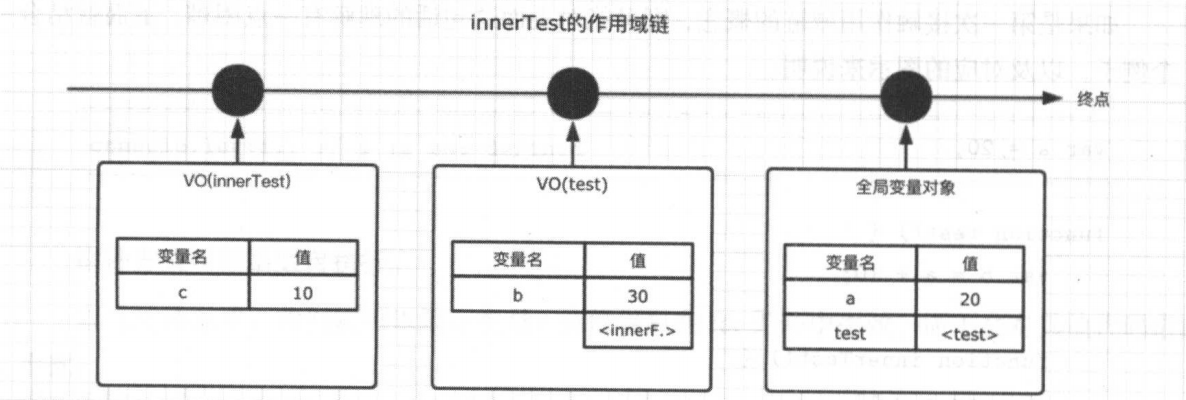 innerTest的作用域链
终点
VO(innerTest)
变量名 值
c 10
VO(test)
变量名 值
b 30
<innerF.>
全局变量对象
变量名 值
a 20
test <test>